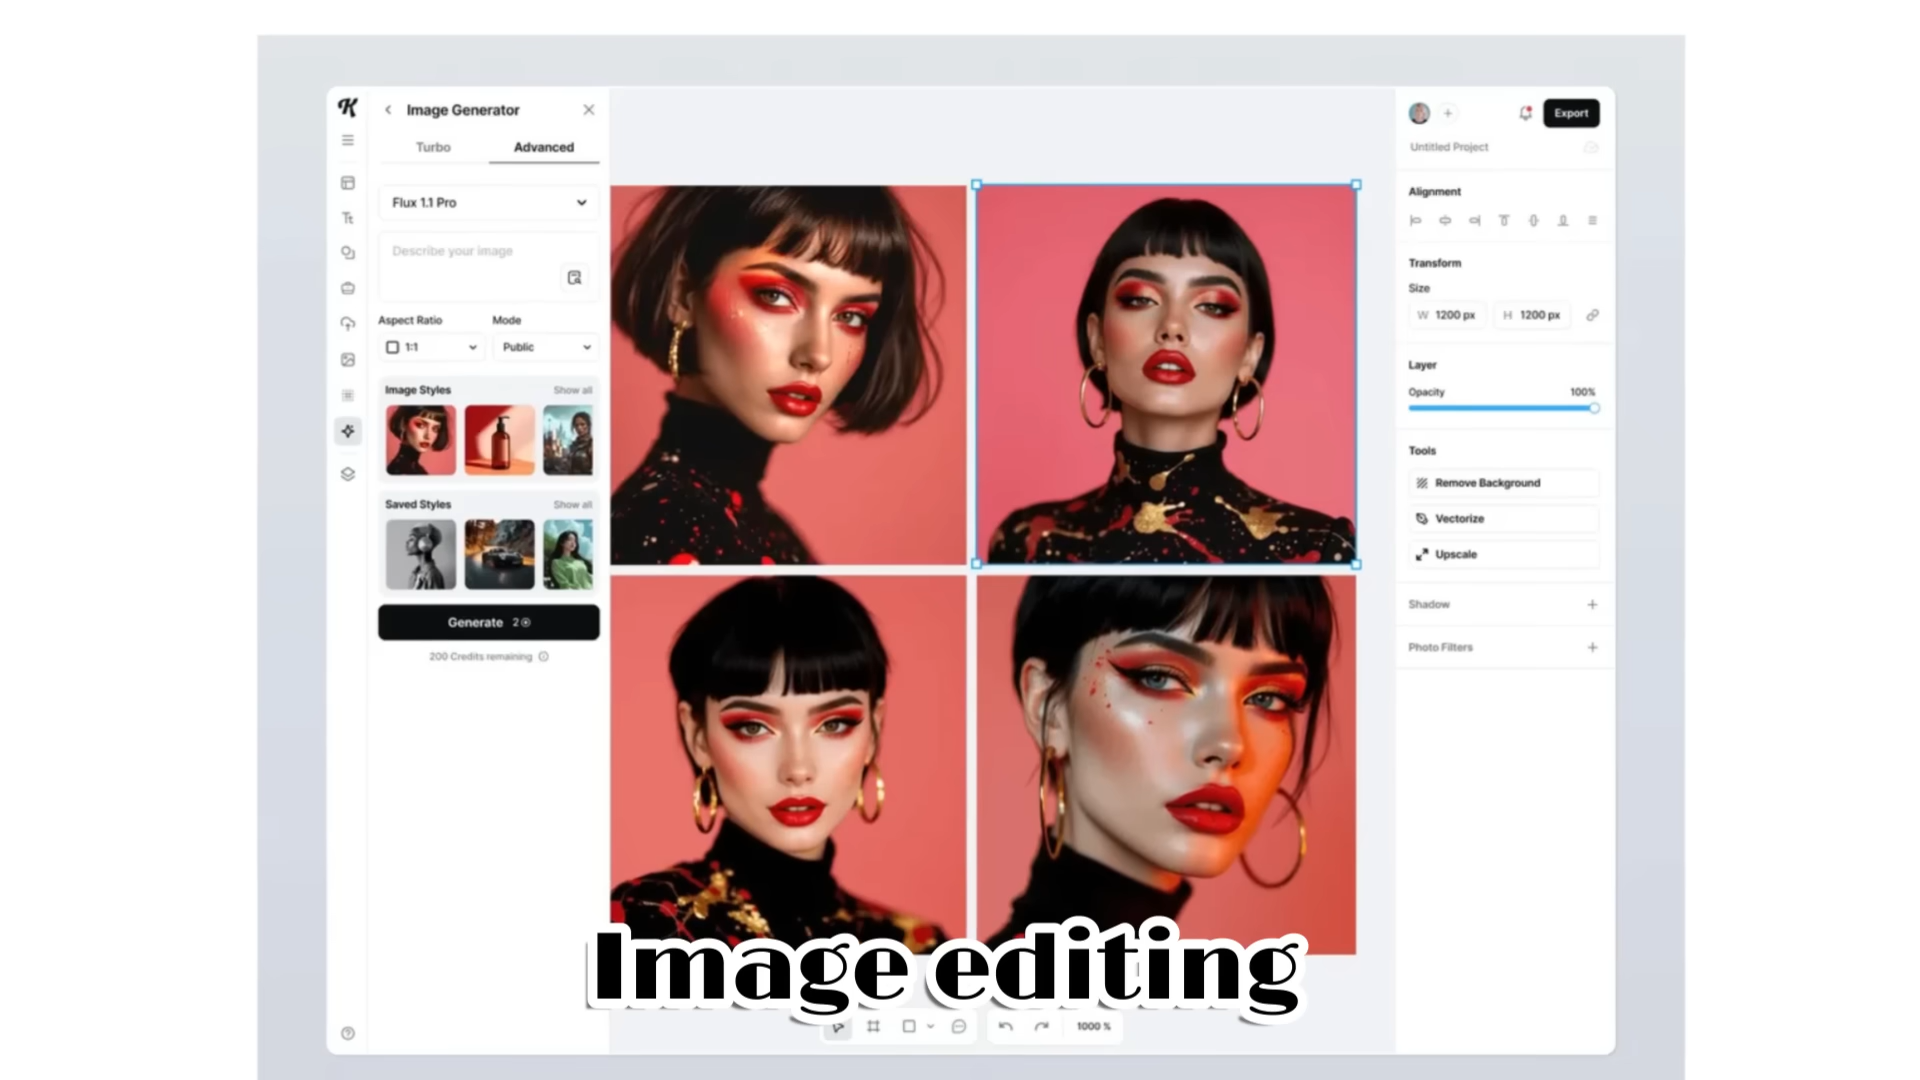 K
Image Generator
Turbo
Advanced
Flux 1.1 Pro
Describe your image
Aspect Ratio
Mode
1:1
Public
Image Styles
Show all
Saved Styles
Show all
Generate 2
200 Credits remaining
Tt
Export
Untitled Project
Alignment
Transform
Size
W 1200 px
H 1200 px
Layer
Opacity
100%
Tools
Remove Background
Vectorize
Upscale
Shadow
Photo Filters
Image editing
1000 %